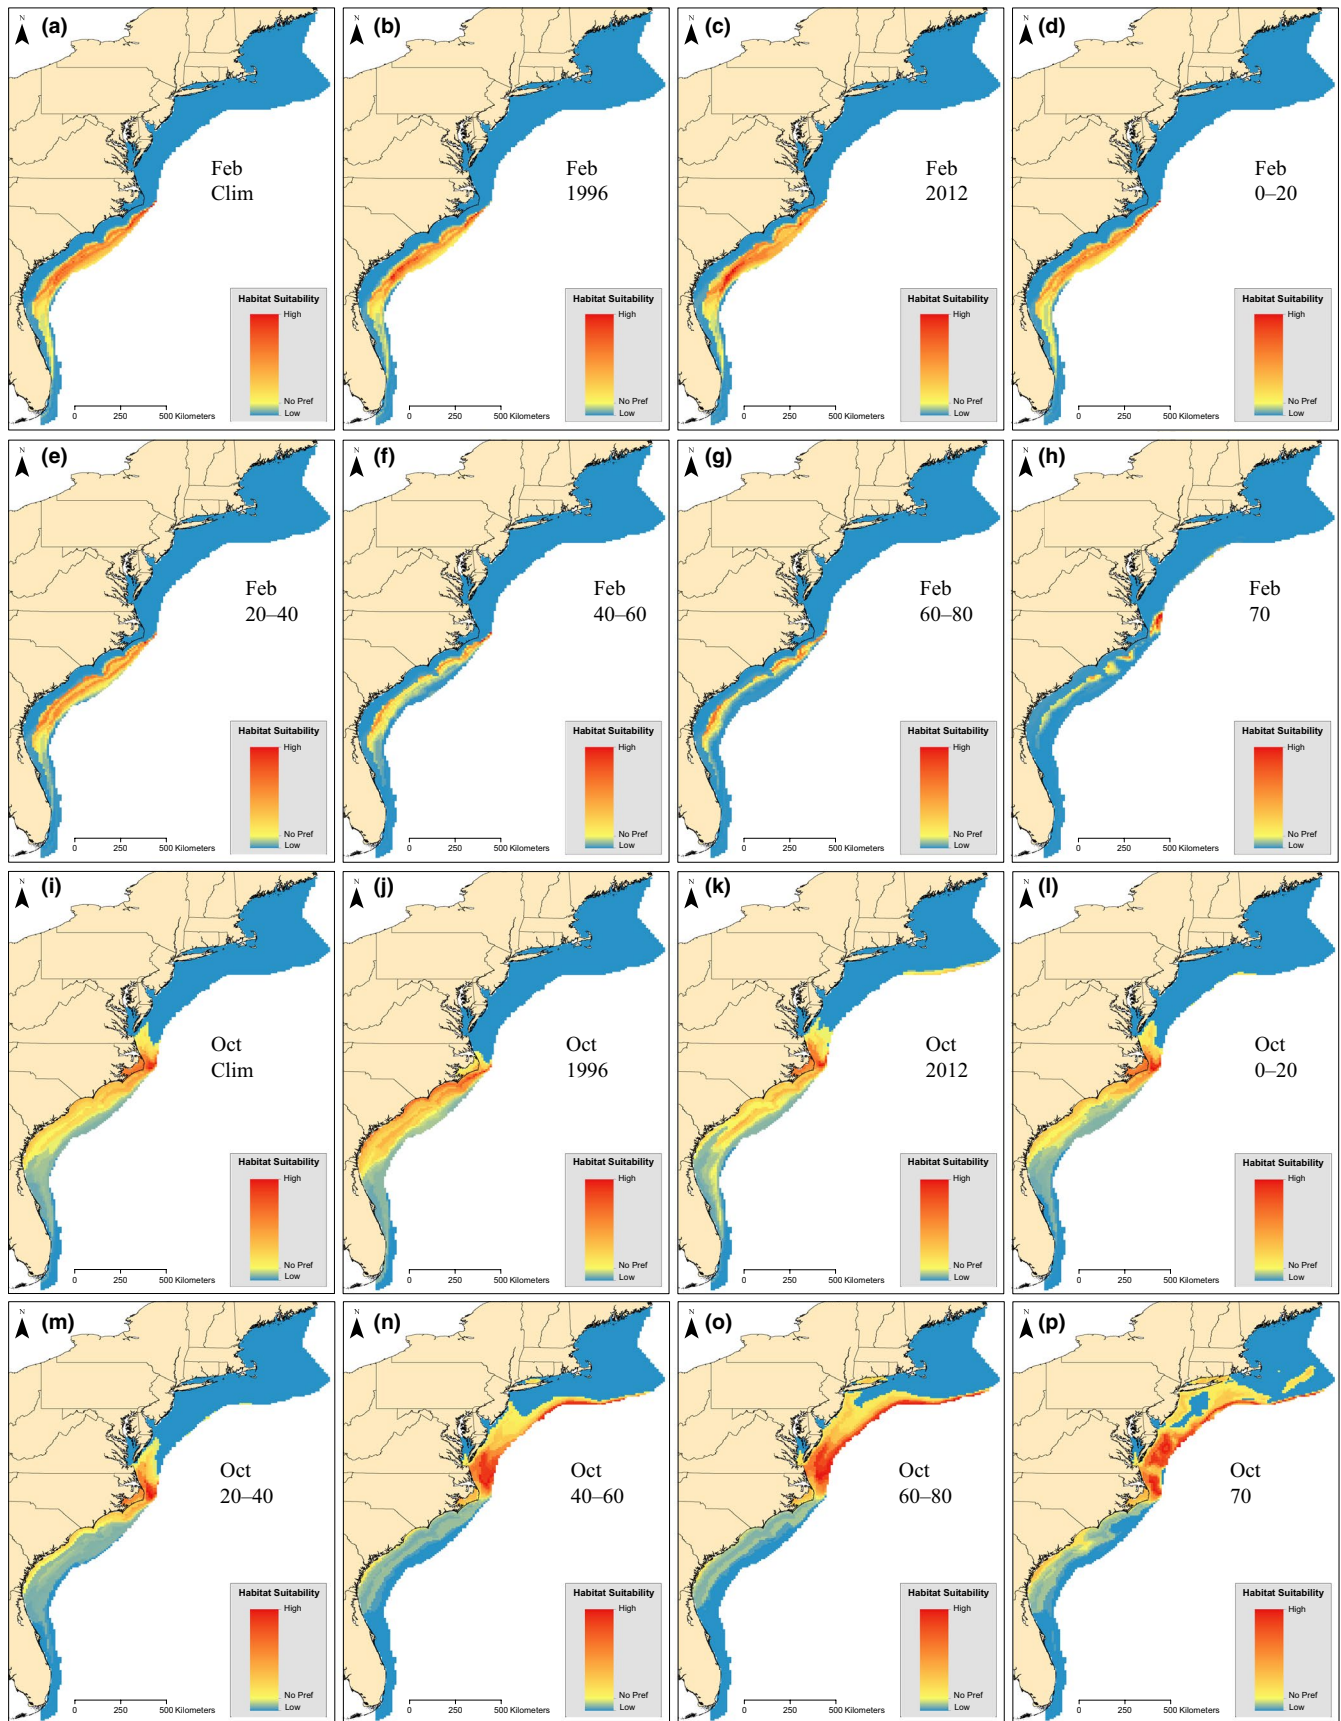 N
(a)
Feb
Clim
Habitat Suitability
High
No Pref
Low
0 250 500 Kilometers
N
(b)
Feb
1996
Habitat Suitability
High
No Pref
Low
0 250 500 Kilometers
N
(c)
Feb
2012
Habitat Suitability
High
No Pref
Low
0 250 500 Kilometers
N
(d)
Feb
0–20
Habitat Suitability
High
No Pref
Low
0 250 500 Kilometers
N
(e)
Feb
20–40
Habitat Suitability
High
No Pref
Low
0 250 500 Kilometers
N
(f)
Feb
40–60
Habitat Suitability
High
No Pref
Low
0 250 500 Kilometers
N
(g)
Feb
60–80
Habitat Suitability
High
No Pref
Low
0 250 500 Kilometers
N
(h)
Feb
70
Habitat Suitability
High
No Pref
Low
0 250 500 Kilometers
N
(i)
Oct
Clim
Habitat Suitability
High
No Pref
Low
0 250 500 Kilometers
N
(j)
Oct
1996
Habitat Suitability
High
No Pref
Low
0 250 500 Kilometers
N
(k)
Oct
2012
Habitat Suitability
High
No Pref
Low
0 250 500 Kilometers
N
(l)
Oct
0–20
Habitat Suitability
High
No Pref
Low
0 250 500 Kilometers
N
(m)
Oct
20–40
Habitat Suitability
High
No Pref
Low
0 250 500 Kilometers
N
(n)
Oct
40–60
Habitat Suitability
High
No Pref
Low
0 250 500 Kilometers
N
(o)
Oct
60–80
Habitat Suitability
High
No Pref
Low
0 250 500 Kilometers
N
(p)
Oct
70
Habitat Suitability
High
No Pref
Low
0 250 500 Kilometers